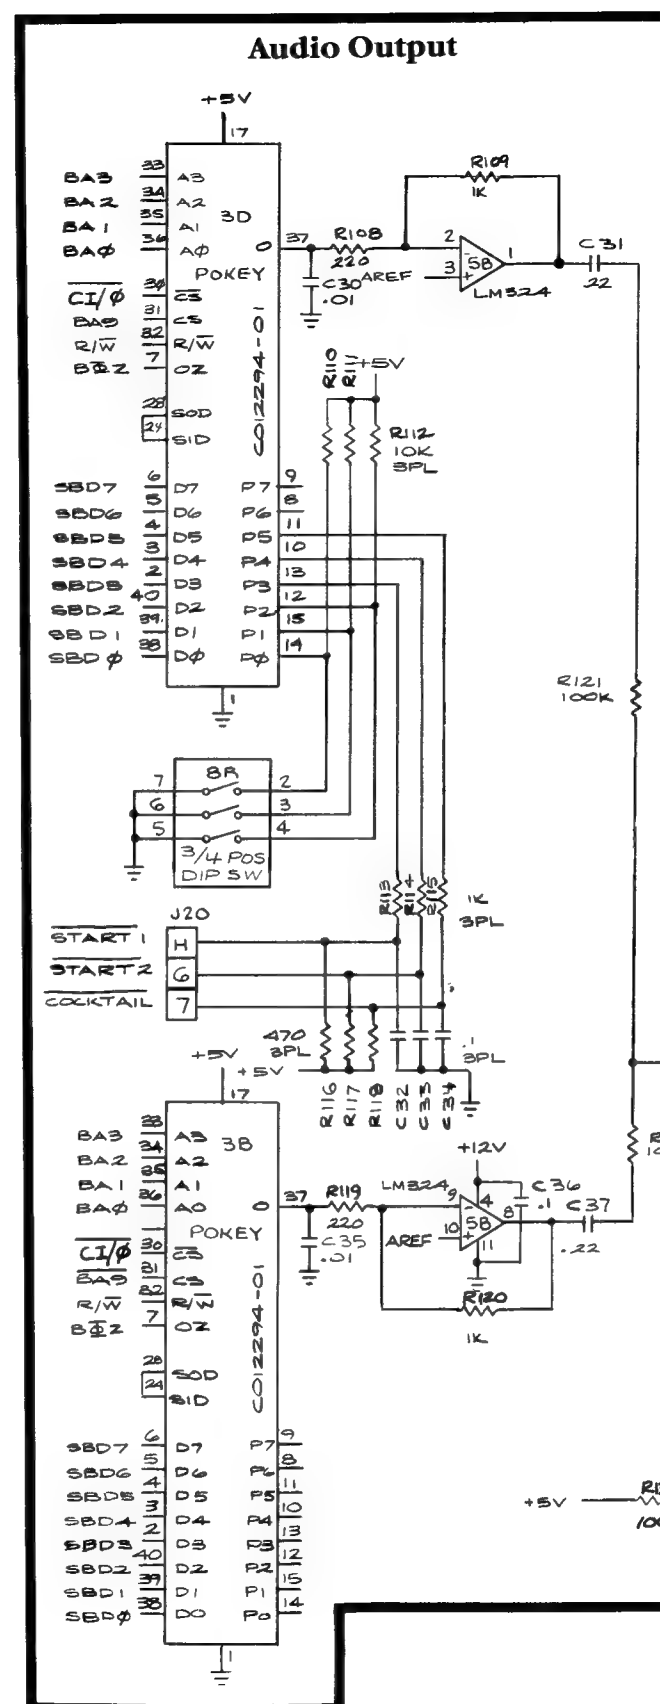 Audio Output
+5V
17
BA3 33 A3
BA2 34 A2
BA1 35 A1
BAØ 36 AØ
3D
POKEY
C012294-01
O 37
R108
220
C30
.01
AREF
R109
1K
2
3
-
+
5B
1
LM324
C31
.22
CI/Ø 30 CS
BA9 31 CS
R/W 32 R/W
BΦ2 7 O2
28 SOD
24 SID
R110
R111
+5V
R112
10K
3PL
SBD7 6 D7 P7 9
SBD6 5 D6 P6 8
SBD5 4 D5 P5 11
SBD4 3 D4 P4 10
SBD3 2 D3 P3 13
SBD2 40 D2 P2 12
SBD1 39 D1 P1 15
SBDØ 38 DØ PØ 14
1
R121
100K
8R
7 2
6 3
5 4
3/4 POS
DIP SW
R113
R114
R115
1K
3PL
J20
START 1 H
START 2 6
COCKTAIL 7
470
3PL
+5V
R116
R117
R118
C32
C33
C34
.1
3PL
+5V
17
BA3 33 A3
BA2 34 A2
BA1 35 A1
BAØ 36 AO
3B
POKEY
C012294-01
O 37
R119
220
C35
.01
LM324
+12V
9
10
-
+
4
5B
8
11
AREF
C36
.1
C37
.22
R120
1K
CI/Ø 30 CS
BA9 31 CS
R/W 32 R/W
BΦ2 7 O2
28 SOD
24 SID
SBD7 6 D7 P7 9
SBD6 5 D6 P6 8
SBD5 4 D5 P5 11
SBD4 3 D4 P4 10
SBD3 2 D3 P3 13
SBD2 40 D2 P2 12
SBD1 39 D1 P1 15
SBDØ 38 DO PO 14
1
+5V